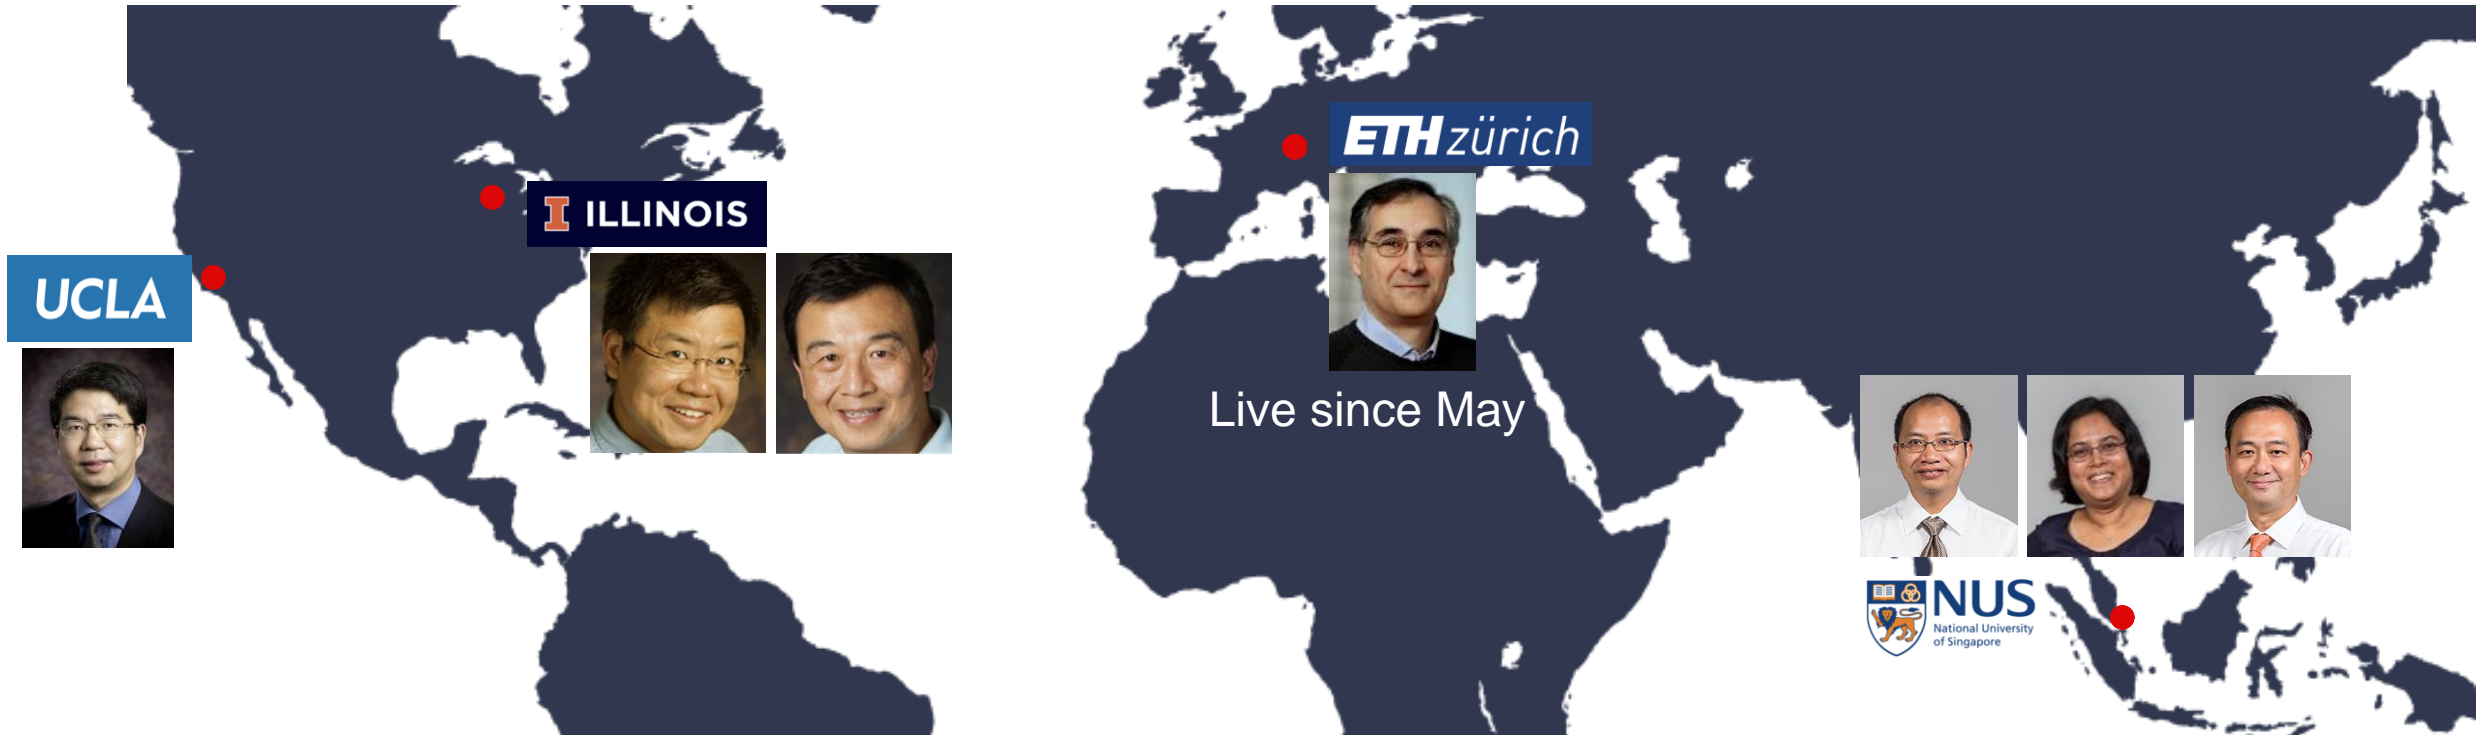 UCLA
I ILLINOIS
ETH zürich
Live since May
NUS
National University
of Singapore